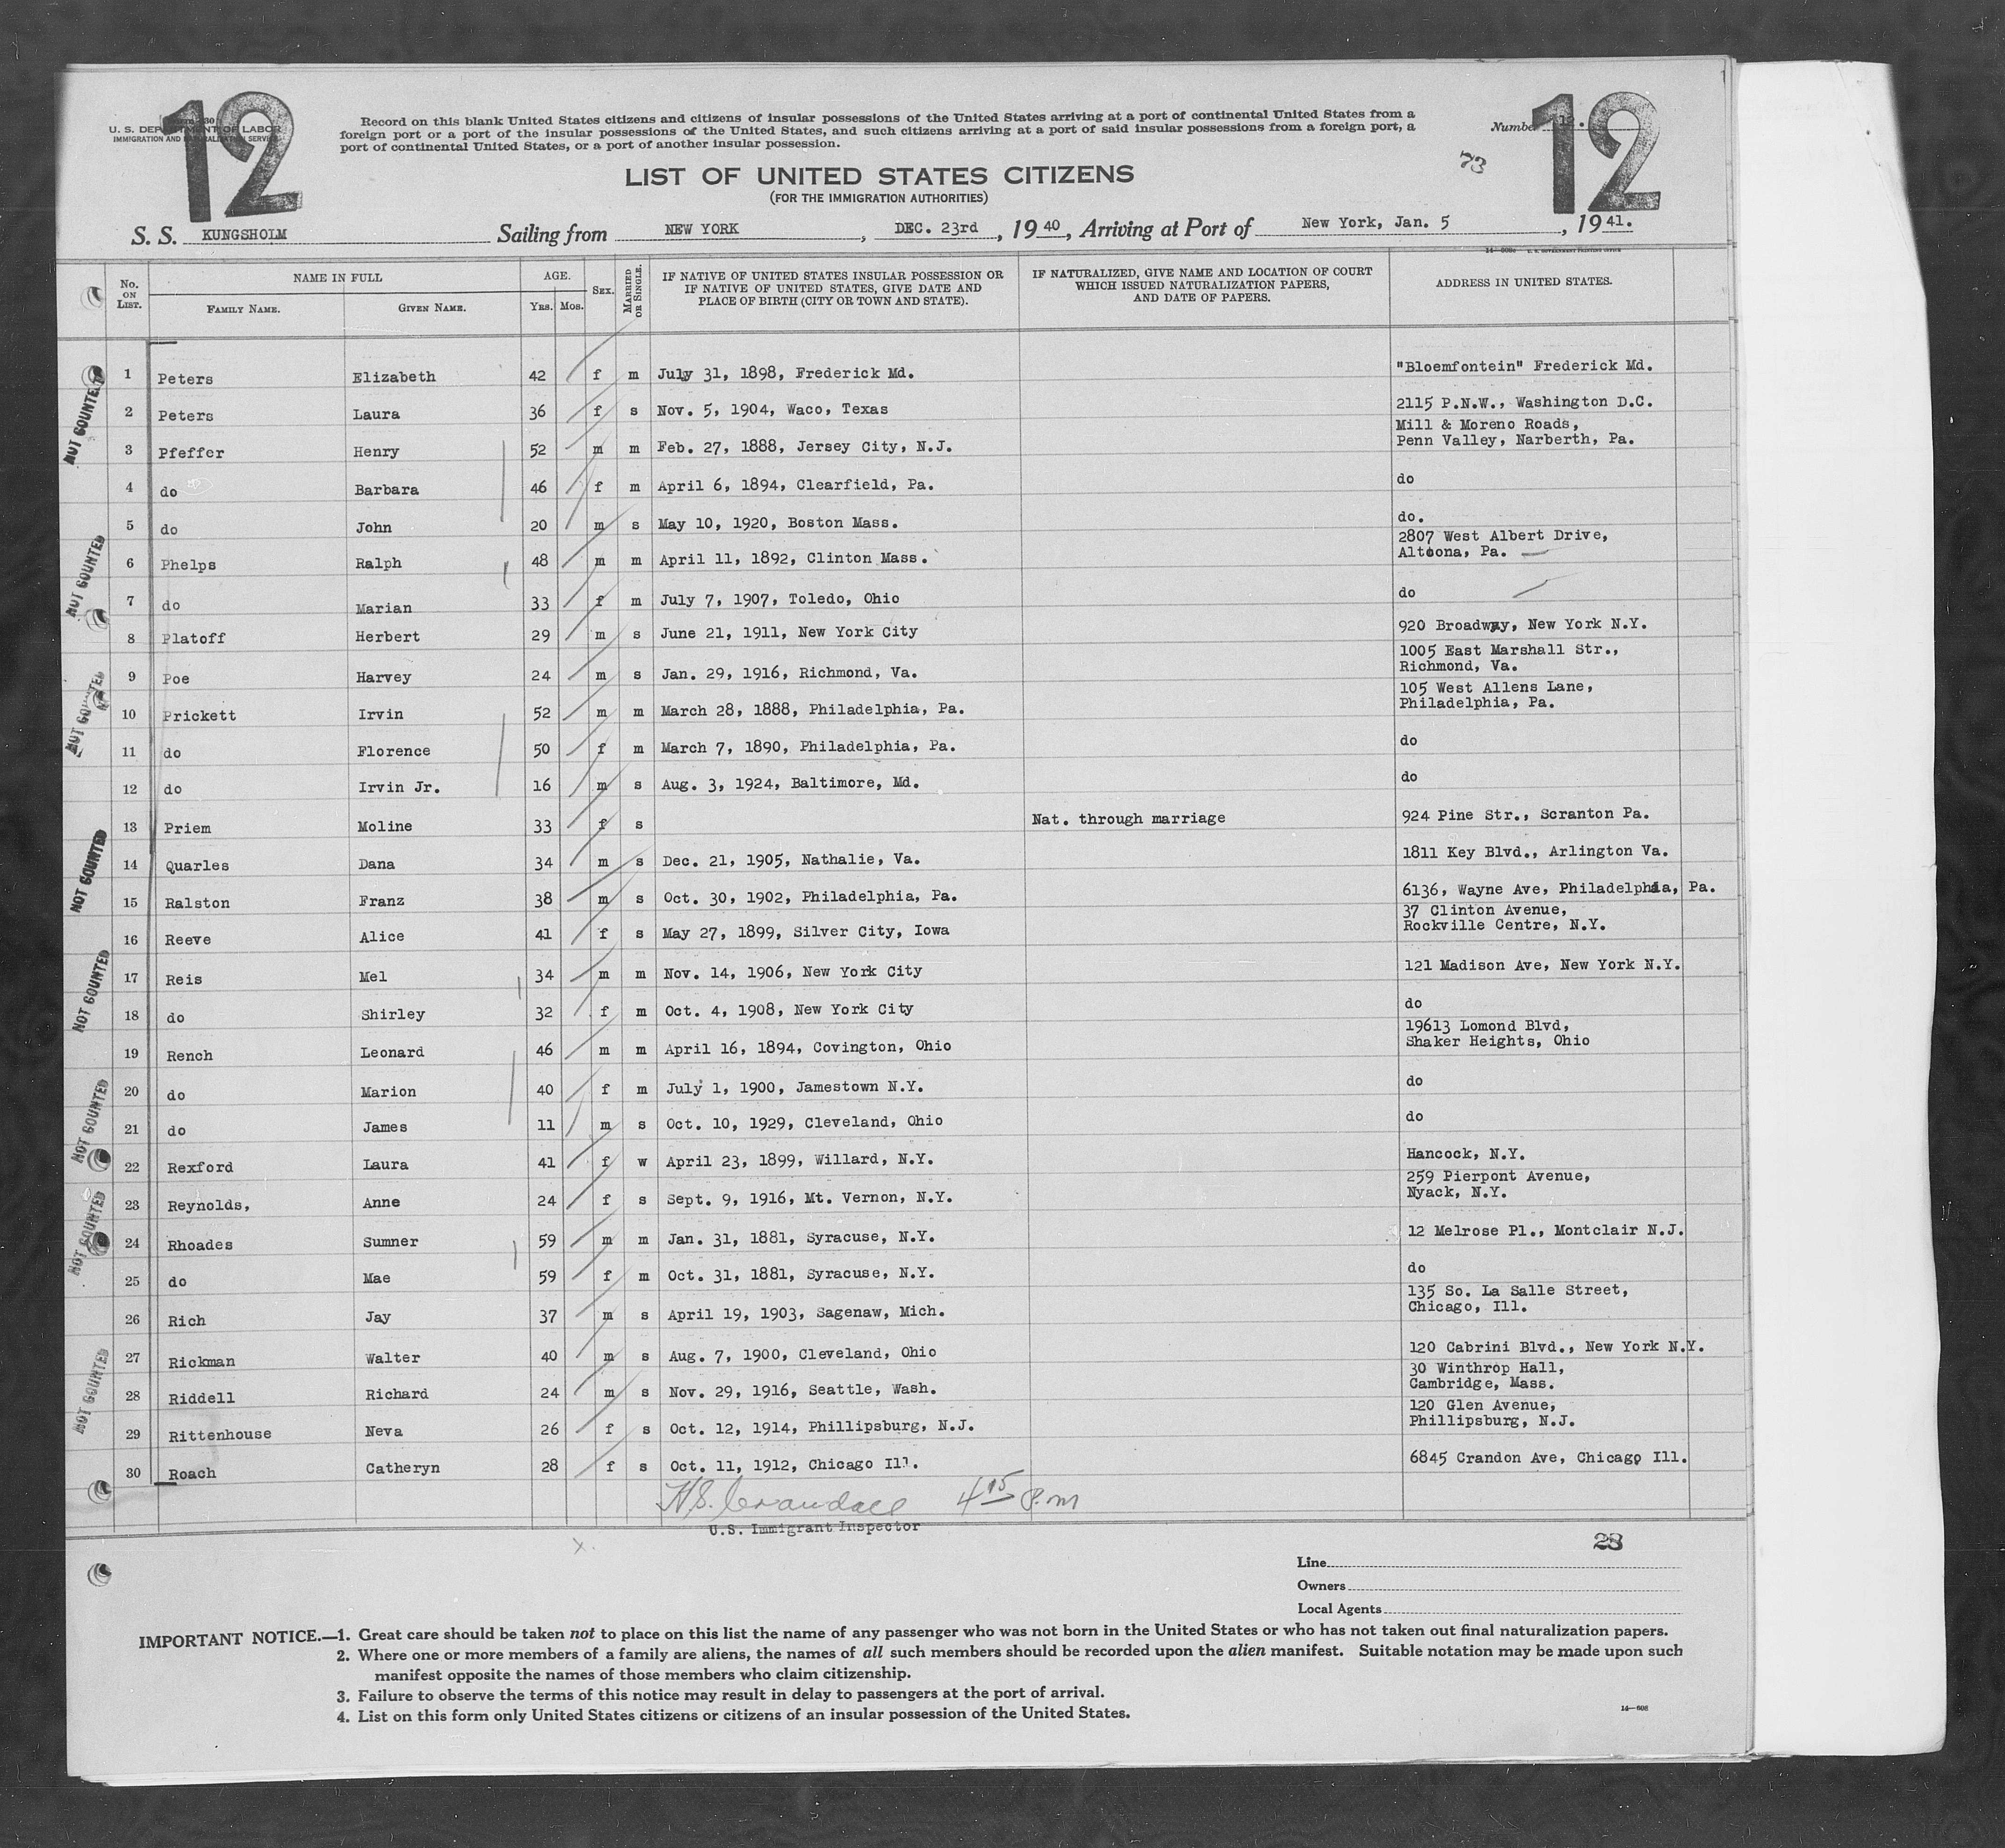 12
Form 630
U. S. DEPARTMENT OF LABOR
IMMIGRATION AND NATURALIZATION SERVICE
Record on this blank United States citizens and citizens of insular possessions of the United States arriving at a port of continental United States from a
foreign port or a port of the insular possessions of the United States, and such citizens arriving at a port of said insular possessions from a foreign port, a
port of continental United States, or a port of another insular possession.
Number 12.
12
73
LIST OF UNITED STATES CITIZENS
(FOR THE IMMIGRATION AUTHORITIES)
S. S. KUNGSHOLM Sailing from NEW YORK, DEC. 23rd, 1940, Arriving at Port of New York, Jan. 5, 1941.
No. ON LIST. NAME IN FULL FAMILY NAME. GIVEN NAME. AGE. YRS. MOS. SEX. MARRIED OR SINGLE. IF NATIVE OF UNITED STATES INSULAR POSSESSION OR IF NATIVE OF UNITED STATES, GIVE DATE AND PLACE OF BIRTH (CITY OR TOWN AND STATE). IF NATURALIZED, GIVE NAME AND LOCATION OF COURT WHICH ISSUED NATURALIZATION PAPERS, AND DATE OF PAPERS. ADDRESS IN UNITED STATES.
1 Peters Elizabeth 42 f m July 31, 1898, Frederick Md. "Bloemfontein" Frederick Md.
2 Peters Laura 36 f s Nov. 5, 1904, Waco, Texas 2115 P.N.W., Washington D.C.
3 Pfeffer Henry 52 m m Feb. 27, 1888, Jersey City, N.J. Mill & Moreno Roads, Penn Valley, Narberth, Pa.
4 do Barbara 46 f m April 6, 1894, Clearfield, Pa. do
5 do John 20 m s May 10, 1920, Boston Mass. do.
6 Phelps Ralph 48 m m April 11, 1892, Clinton Mass. 2807 West Albert Drive, Altoona, Pa.
7 do Marian 33 f m July 7, 1907, Toledo, Ohio do
8 Platoff Herbert 29 m s June 21, 1911, New York City 920 Broadway, New York N.Y.
9 Poe Harvey 24 m s Jan. 29, 1916, Richmond, Va. 1005 East Marshall Str., Richmond, Va.
10 Prickett Irvin 52 m m March 28, 1888, Philadelphia, Pa. 105 West Allens Lane, Philadelphia, Pa.
11 do Florence 50 f m March 7, 1890, Philadelphia, Pa. do
12 do Irvin Jr. 16 m s Aug. 3, 1924, Baltimore, Md. do
13 Priem Moline 33 f s Nat. through marriage 924 Pine Str., Scranton Pa.
14 Quarles Dana 34 m s Dec. 21, 1905, Nathalie, Va. 1811 Key Blvd., Arlington Va.
15 Ralston Franz 38 m s Oct. 30, 1902, Philadelphia, Pa. 6136, Wayne Ave, Philadelphia, Pa.
16 Reeve Alice 41 f s May 27, 1899, Silver City, Iowa 37 Clinton Avenue, Rockville Centre, N.Y.
17 Reis Mel 34 m m Nov. 14, 1906, New York City 121 Madison Ave, New York N.Y.
18 do Shirley 32 f m Oct. 4, 1908, New York City do
19 Rench Leonard 46 m m April 16, 1894, Covington, Ohio 19613 Lomond Blvd, Shaker Heights, Ohio
20 do Marion 40 f m July 1, 1900, Jamestown N.Y. do
21 do James 11 m s Oct. 10, 1929, Cleveland, Ohio do
22 Rexford Laura 41 f w April 23, 1899, Willard, N.Y. Hancock, N.Y.
23 Reynolds, Anne 24 f s Sept. 9, 1916, Mt. Vernon, N.Y. 259 Pierpont Avenue, Nyack, N.Y.
24 Rhoades Sumner 59 m m Jan. 31, 1881, Syracuse, N.Y. 12 Melrose Pl., Montclair N.J.
25 do Mae 59 f m Oct. 31, 1881, Syracuse, N.Y. do
26 Rich Jay 37 m s April 19, 1903, Sagenaw, Mich. 135 So. La Salle Street, Chicago, Ill.
27 Rickman Walter 40 m s Aug. 7, 1900, Cleveland, Ohio 120 Cabrini Blvd., New York N.Y.
28 Riddell Richard 24 m s Nov. 29, 1916, Seattle, Wash. 30 Winthrop Hall, Cambridge, Mass.
29 Rittenhouse Neva 26 f s Oct. 12, 1914, Phillipsburg, N.J. 120 Glen Avenue, Phillipsburg, N.J.
30 Roach Catheryn 28 f s Oct. 11, 1912, Chicago Ill. 6845 Crandon Ave, Chicago Ill.
NOT COUNTED
NOT COUNTED
NOT COUNTED
NOT COUNTED
NOT COUNTED
NOT COUNTED
NOT COUNTED
NOT COUNTED
H.S. Crandall 4 15 P.m
U.S. Immigrant Inspector
Line
Owners
Local Agents
IMPORTANT NOTICE.—1. Great care should be taken not to place on this list the name of any passenger who was not born in the United States or who has not taken out final naturalization papers.
2. Where one or more members of a family are aliens, the names of all such members should be recorded upon the alien manifest. Suitable notation may be made upon such
manifest opposite the names of those members who claim citizenship.
3. Failure to observe the terms of this notice may result in delay to passengers at the port of arrival.
4. List on this form only United States citizens or citizens of an insular possession of the United States.